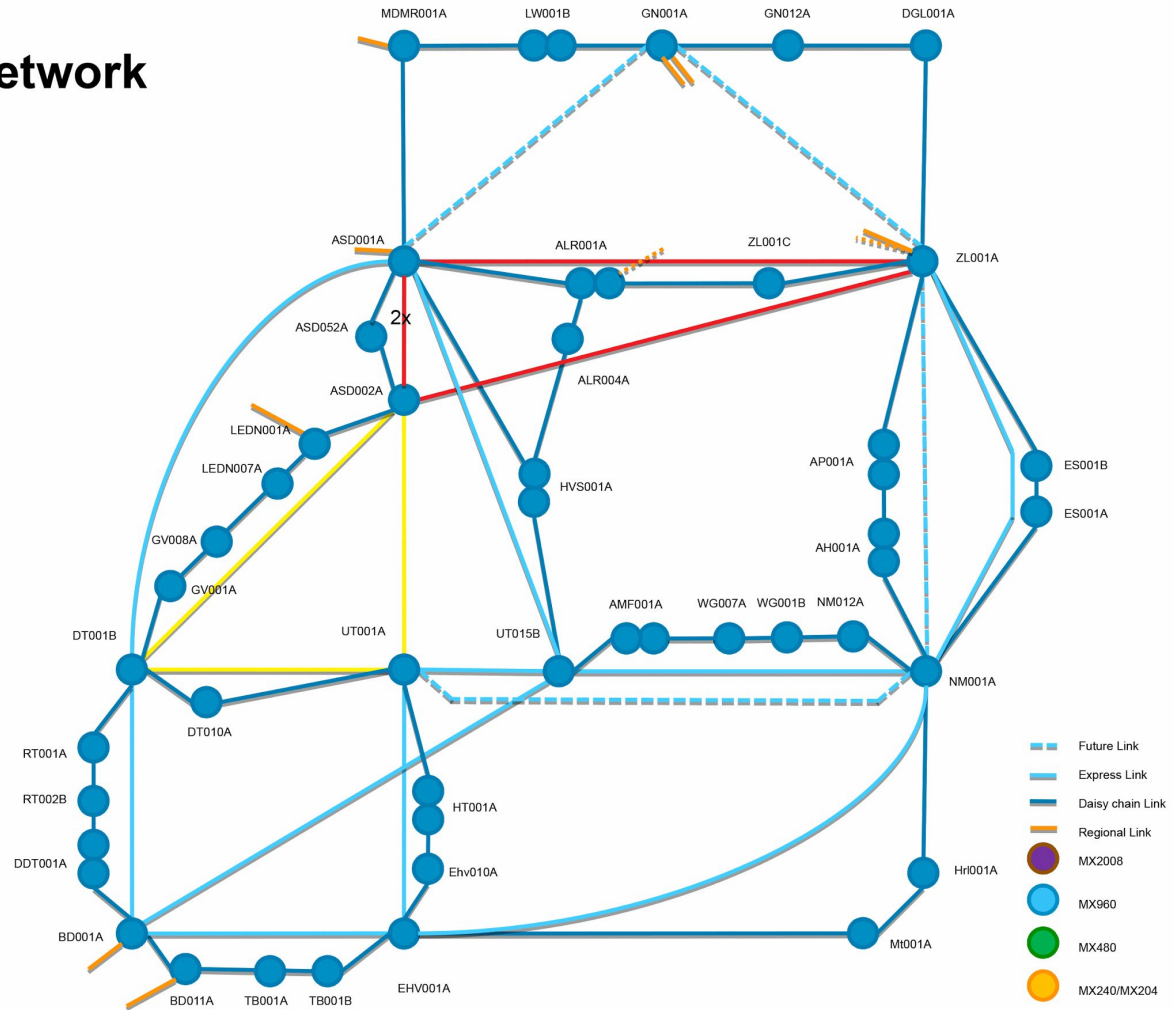 MDMR001A
LW001B
GN001A
GN012A
DGL001A
etwork
ASD001A
ALR001A
ZL001C
ZL001A
2x
ASD052A
ALR004A
ASD002A
LEDN001A
LEDN007A
AP001A
ES001B
HVS001A
ES001A
GV008A
AH001A
GV001A
AMF001A
WG007A
WG001B
NM012A
DT001B
UT001A
UT015B
NM001A
DT010A
RT001A
RT002B
DDT001A
HT001A
Ehv010A
Hrl001A
BD001A
Mt001A
EHV001A
BD011A
TB001A
TB001B
Future Link
Express Link
Daisy chain Link
Regional Link
MX2008
MX960
MX480
MX240/MX204